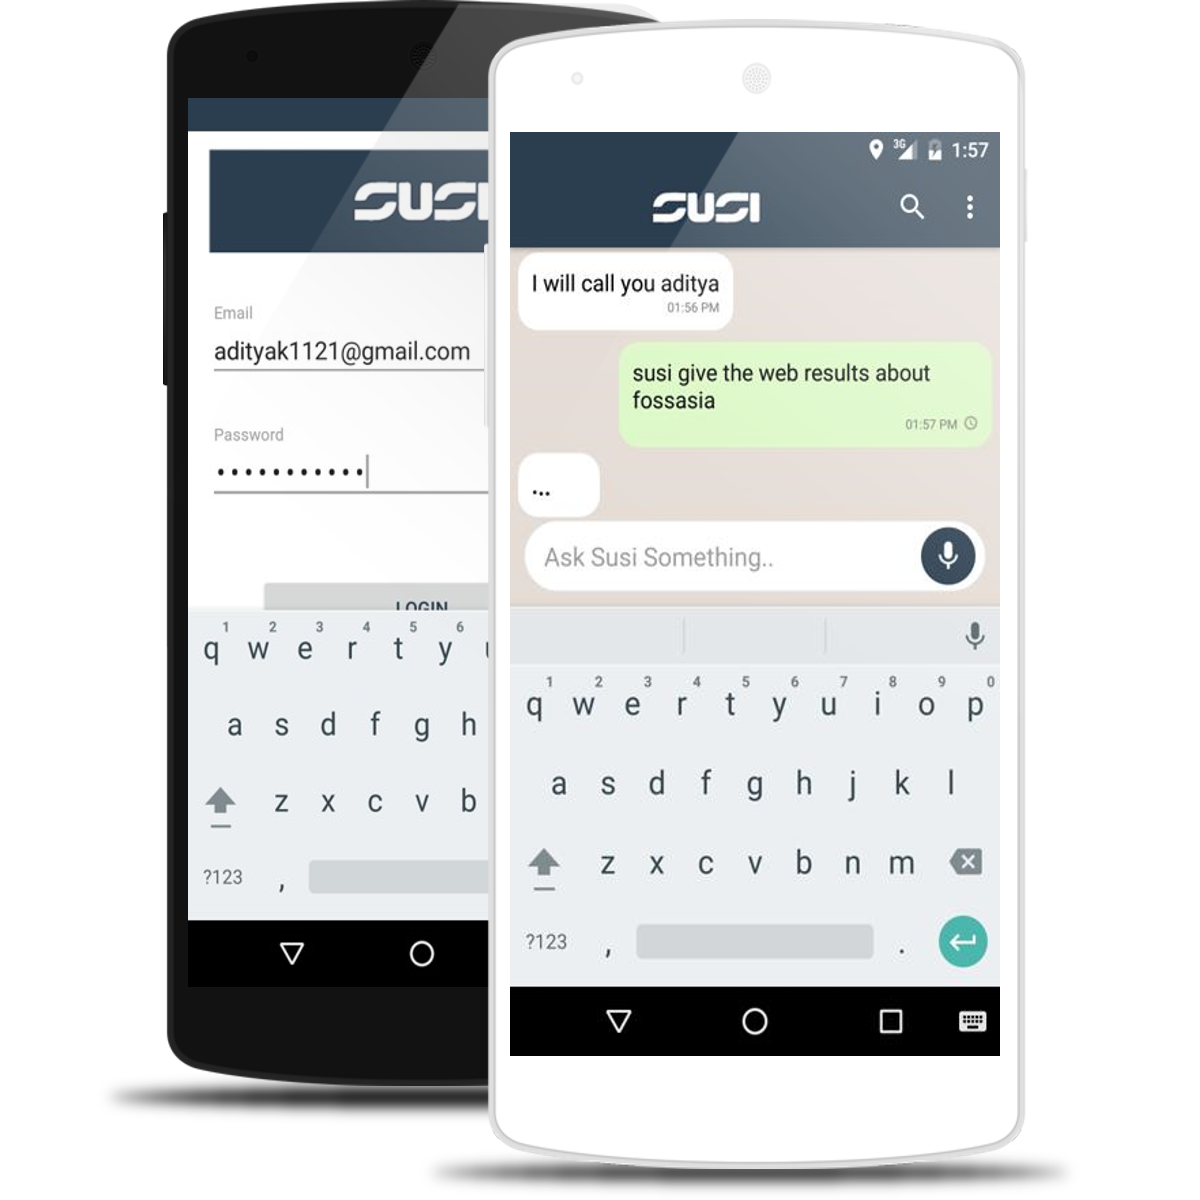 SUSI
Email
adityak1121@gmail.com
Password
LOGIN
1 2 3 4 5 6
q w e r t y u
a s d f g h
z x c v b
?123 ,
3G 1:57
SUSI
I will call you aditya
01:56 PM
susi give the web results about
fossasia
01:57 PM
...
Ask Susi Something..
1 2 3 4 5 6 7 8 9 0
q w e r t y u i o p
a s d f g h j k l
z x c v b n m
?123 , .